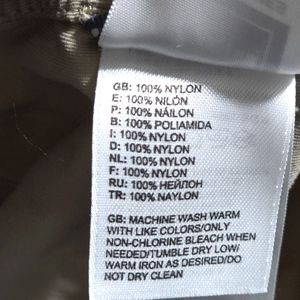 GB: 100% NYLON
E: 100% NILÓN
P: 100% NÁILON
B: 100% POLIAMIDA
I: 100% NYLON
D: 100% NYLON
NL: 100% NYLON
F: 100% NYLON
RU: 100% НЕЙЛОН
TR: 100% NAYLON
GB: MACHINE WASH WARM
WITH LIKE COLORS/ONLY
NON-CHLORINE BLEACH WHEN
NEEDED/TUMBLE DRY LOW/
WARM IRON AS DESIRED/DO
NOT DRY CLEAN